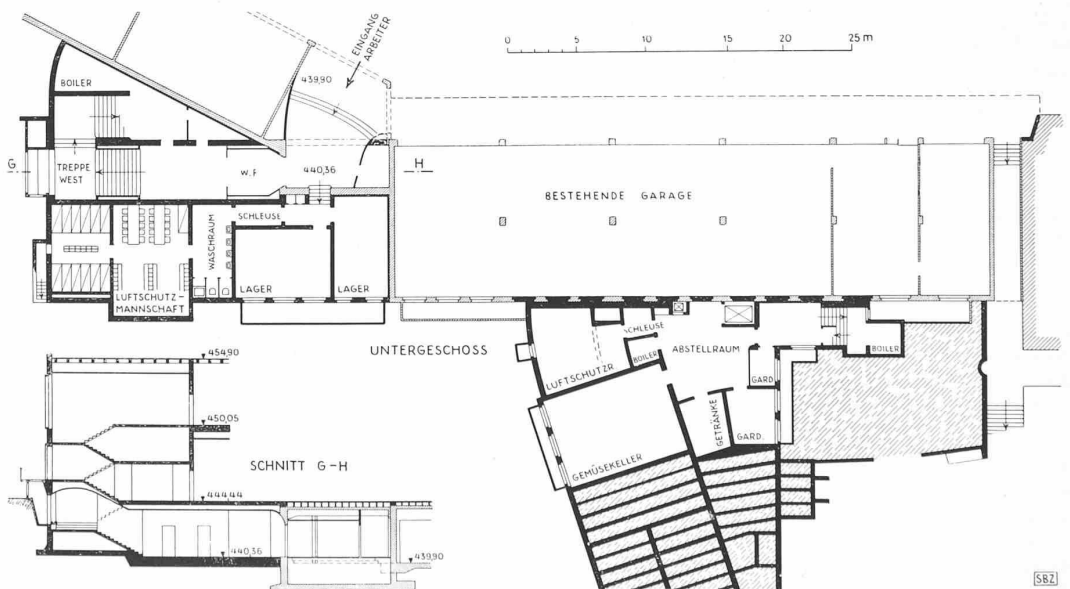 0 5 10 15 20 25 m
EINGANG
ARBEITER
439,90
BOILER
G
TREPPE
WEST
W.F
440,36
H
BESTEHENDE GARAGE
SCHLEUSE
WASCHRAUM
LAGER
LAGER
LUFTSCHUTZ-
MANNSCHAFT
UNTERGESCHOSS
SCHLEUSE
BOILER
ABSTELLRAUM
BOILER
LUFTSCHUTZR
GARD
GETRÄNKE
GARD.
GEMÜSEKELLER
454,90
450,05
SCHNITT G-H
444,44
440,36
439,90
SBZ